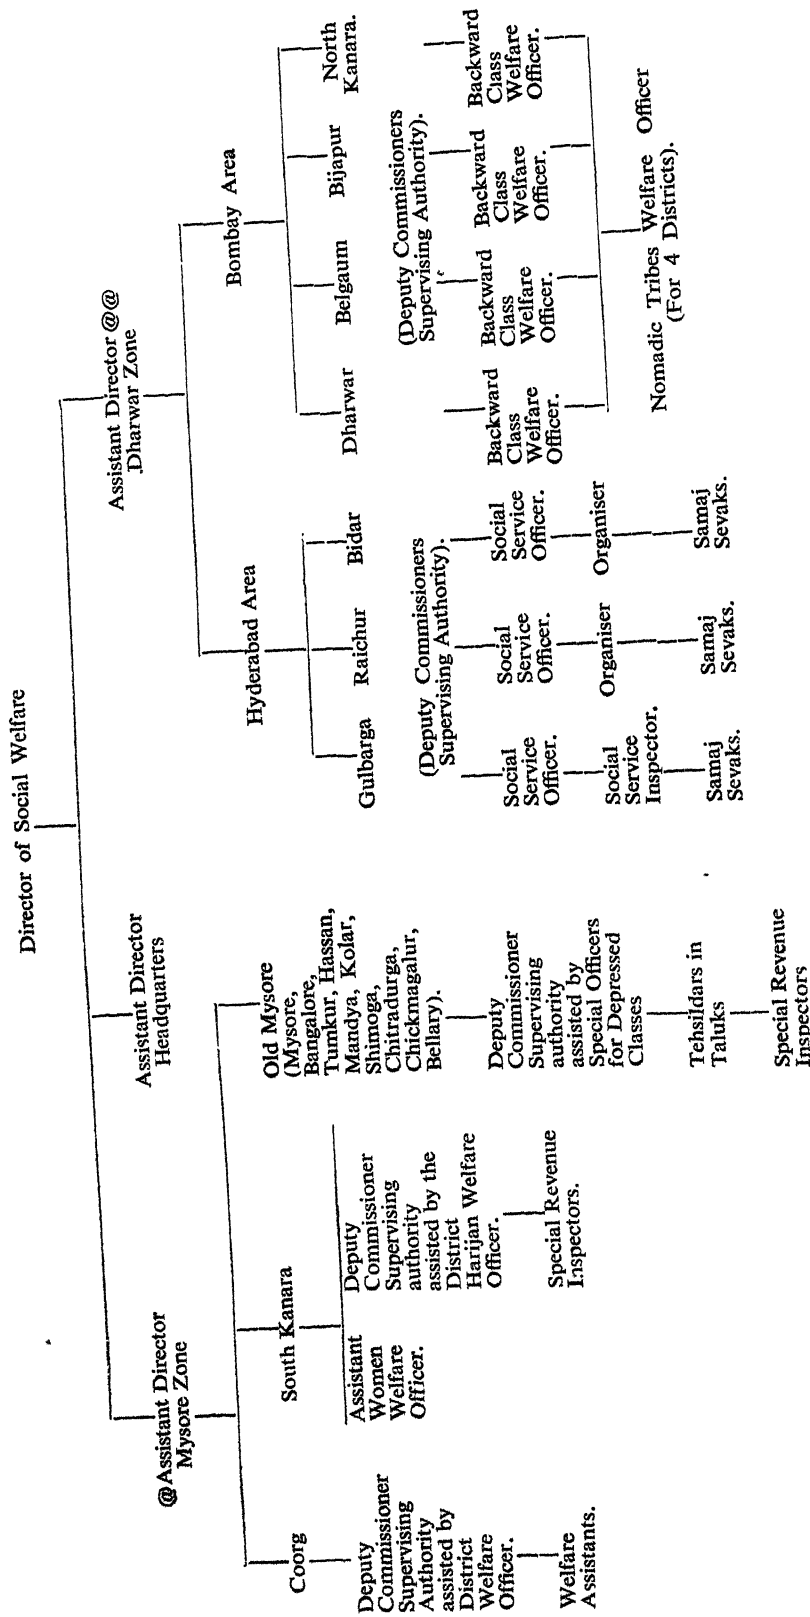 Director of Social Welfare
@Assistant Director
Mysore Zone
Assistant Director
Headquarters
Assistant Director @@
Dharwar Zone
Coorg
South Kanara
Old Mysore
(Mysore,
Bangalore,
Tumkur, Hassan,
Mandya, Kolar,
Shimoga,
Chitradurga,
Chickmagalur,
Bellary).
Hyderabad Area
Bombay Area
Gulbarga
Raichur
Bidar
Dharwar
Belgaum
Bijapur
North
Kanara.
Deputy
Commissioner
Supervising
Authority
assisted by
District
Welfare
Officer.
Welfare
Assistants.
Assistant
Women
Welfare
Officer.
Deputy
Commissioner
Supervising
authority
assisted by the
District
Harijan Welfare
Officer.
Special Revenue
Inspectors.
Deputy
Commissioner
Supervising
authority
assisted by
Special Officers
for Depressed
Classes
Tehsildars in
Taluks
Special Revenue
Inspectors
(Deputy Commissioners
Supervising Authority).
Social
Service
Officer.
Social
Service
Inspector.
Samaj
Sevaks.
Social
Service
Officer.
Organiser
Samaj
Sevaks.
Social
Service
Officer.
Organiser
Samaj
Sevaks.
(Deputy Commissioners
Supervising Authority).
Backward
Class
Welfare
Officer.
Backward
Class
Welfare
Officer.
Backward
Class
Welfare
Officer.
Backward
Class
Welfare
Officer.
Nomadic Tribes Welfare Officer
(For 4 Districts).